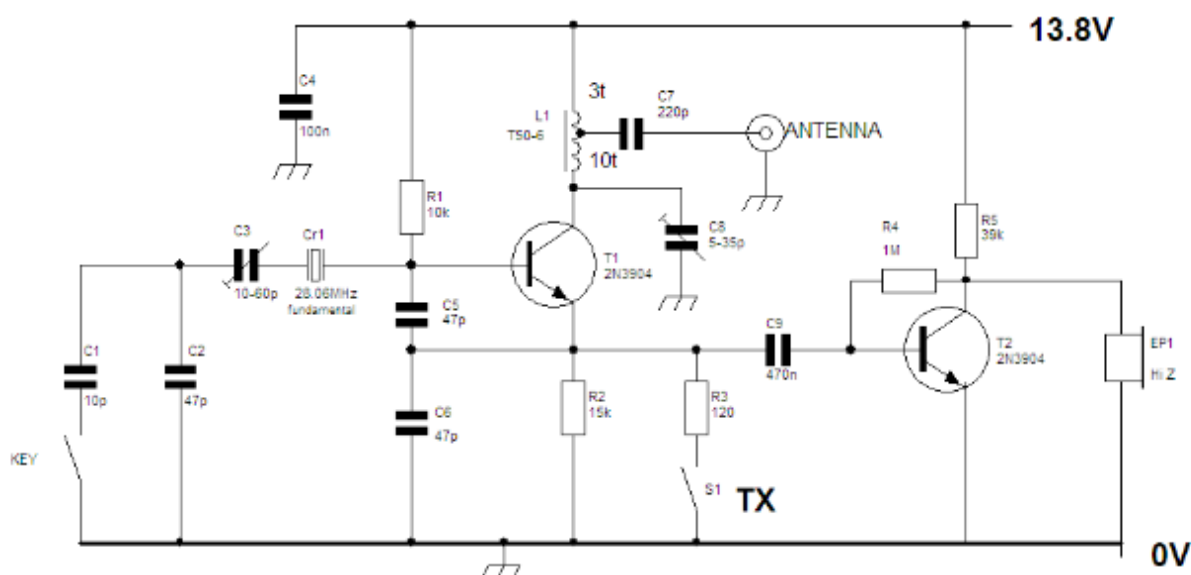 13.8V
C4
100n
3t
L1
T50-6
10t
C7
220p
ANTENNA
R1
10k
C3
10-60p
Cr1
28.06MHz
fundamental
T1
2N3904
C8
5-35p
R4
1M
R5
39k
C5
47p
C9
470n
T2
2N3904
EP1
Hi Z
C1
10p
C2
47p
C6
47p
R2
15k
R3
120
KEY
S1
TX
0V